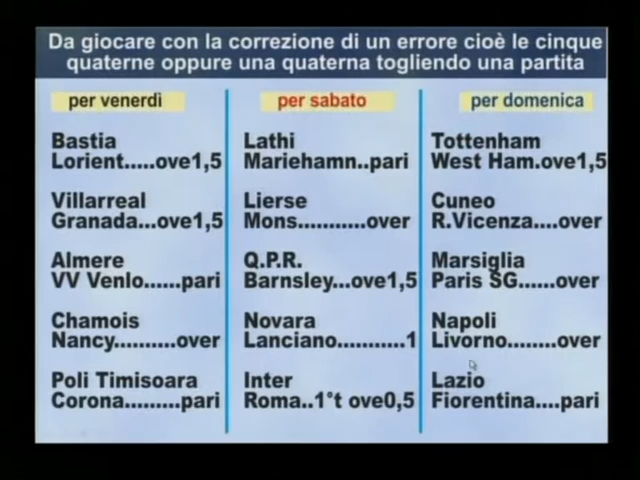 Da giocare con la correzione di un errore cioè le cinque
quaterne oppure una quaterna togliendo una partita
per venerdì
Bastia
Lorient.....ove1,5
Villarreal
Granada...ove1,5
Almere
VV Venlo......pari
Chamois
Nancy..........over
Poli Timisoara
Corona.........pari
per sabato
Lathi
Mariehamn..pari
Lierse
Mons...........over
Q.P.R.
Barnsley...ove1,5
Novara
Lanciano...........1
Inter
Roma..1°t ove0,5
per domenica
Tottenham
West Ham.ove1,5
Cuneo
R.Vicenza....over
Marsiglia
Paris SG......over
Napoli
Livorno........over
Lazio
Fiorentina....pari